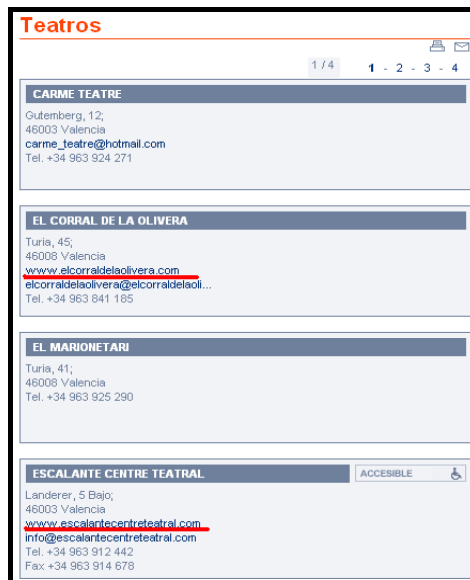 Teatros
1 / 4 1 - 2 - 3 - 4
CARME TEATRE
Gutemberg, 12;
46003 Valencia
carme_teatre@hotmail.com
Tel. +34 963 924 271
EL CORRAL DE LA OLIVERA
Turia, 45;
46008 Valencia
www.elcorraldelaolivera.com
elcorraldelaolivera@elcorraldelaoli...
Tel. +34 963 841 185
EL MARIONETARI
Turia, 41;
46008 Valencia
Tel. +34 963 925 290
ESCALANTE CENTRE TEATRAL ACCESIBLE
Landerer, 5 Bajo;
46003 Valencia
www.escalantecentreteatral.com
info@escalantecentreteatral.com
Tel. +34 963 912 442
Fax +34 963 914 678